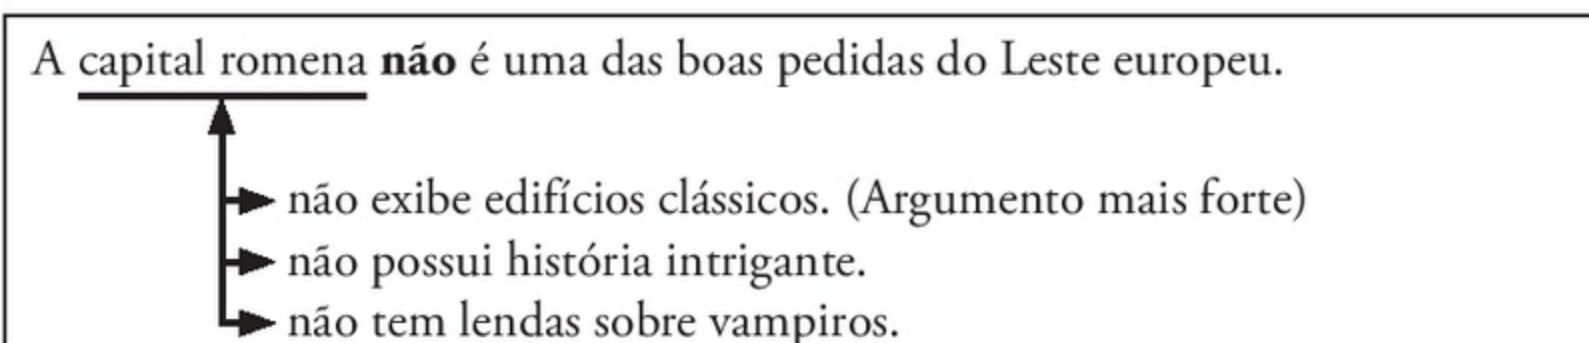 A capital romena não é uma das boas pedidas do Leste europeu.
não exibe edifícios clássicos. (Argumento mais forte)
não possui história intrigante.
não tem lendas sobre vampiros.